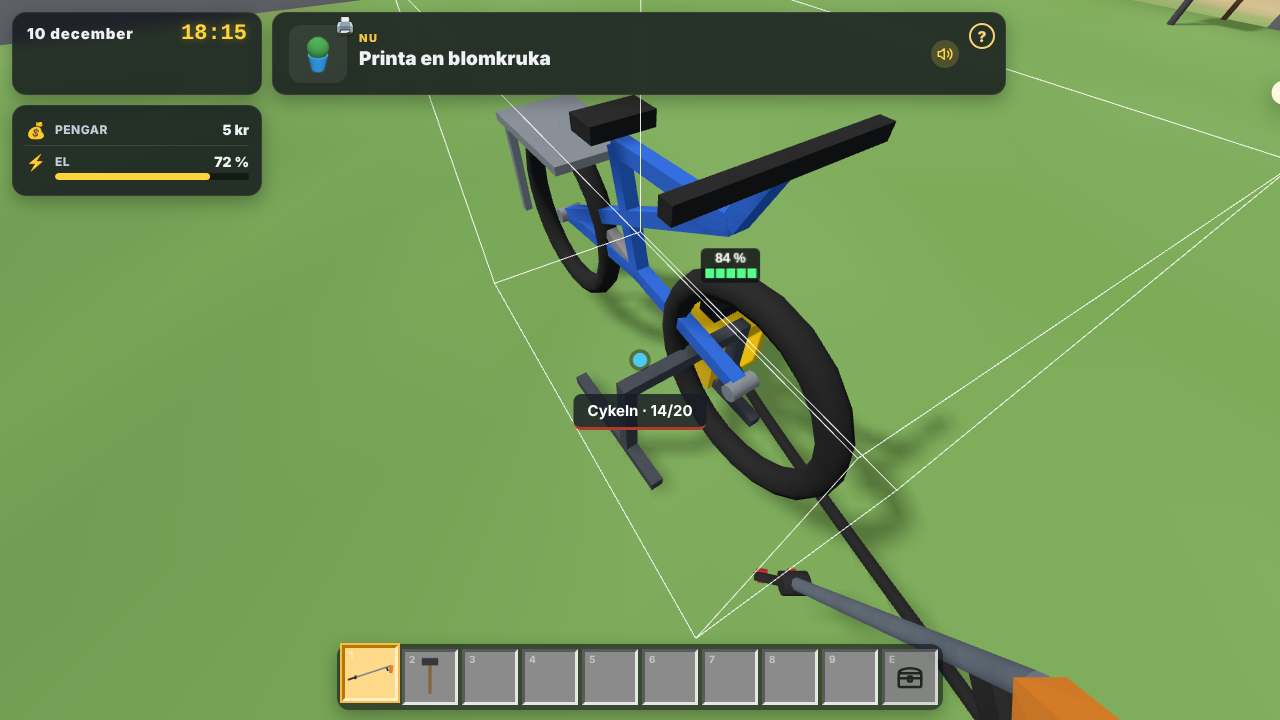 10 december
18:15
NU
Printa en blomkruka
?
PENGAR
5 kr
EL
72 %
84 %
Cykeln · 14/20
1 2 3 4 5 6 7 8 9 E